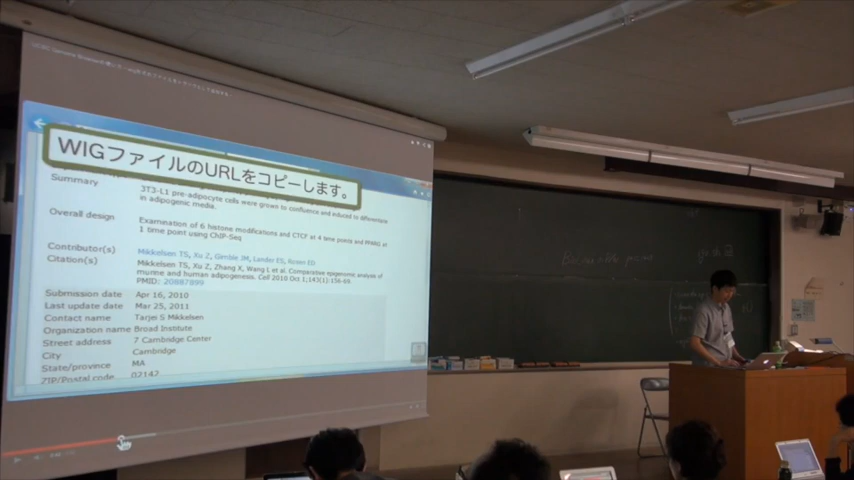 WIGファイルのURLをコピーします。
Summary
3T3-L1 pre-adipocyte cells were grown to confluence and induced to differentiate
in adipogenic media.
Overall design Examination of 6 histone modifications and CTCF at 4 time points and PPARG at
1 time point using ChIP-Seq
Contributor(s) Mikkelsen TS, Xu Z, Gimble JM, Lander ES, Rosen ED
Citation(s) Mikkelsen TS, Xu Z, Zhang X, Wang L et al. Comparative epigenomic analysis of
murine and human adipogenesis. Cell 2010 Oct 1;143(1):156-69.
PMID: 20887899
Submission date Apr 16, 2010
Last update date Mar 25, 2011
Contact name Tarjei S Mikkelsen
Organization name Broad Institute
Street address 7 Cambridge Center
City Cambridge
State/province MA
ZIP/Postal code 02142